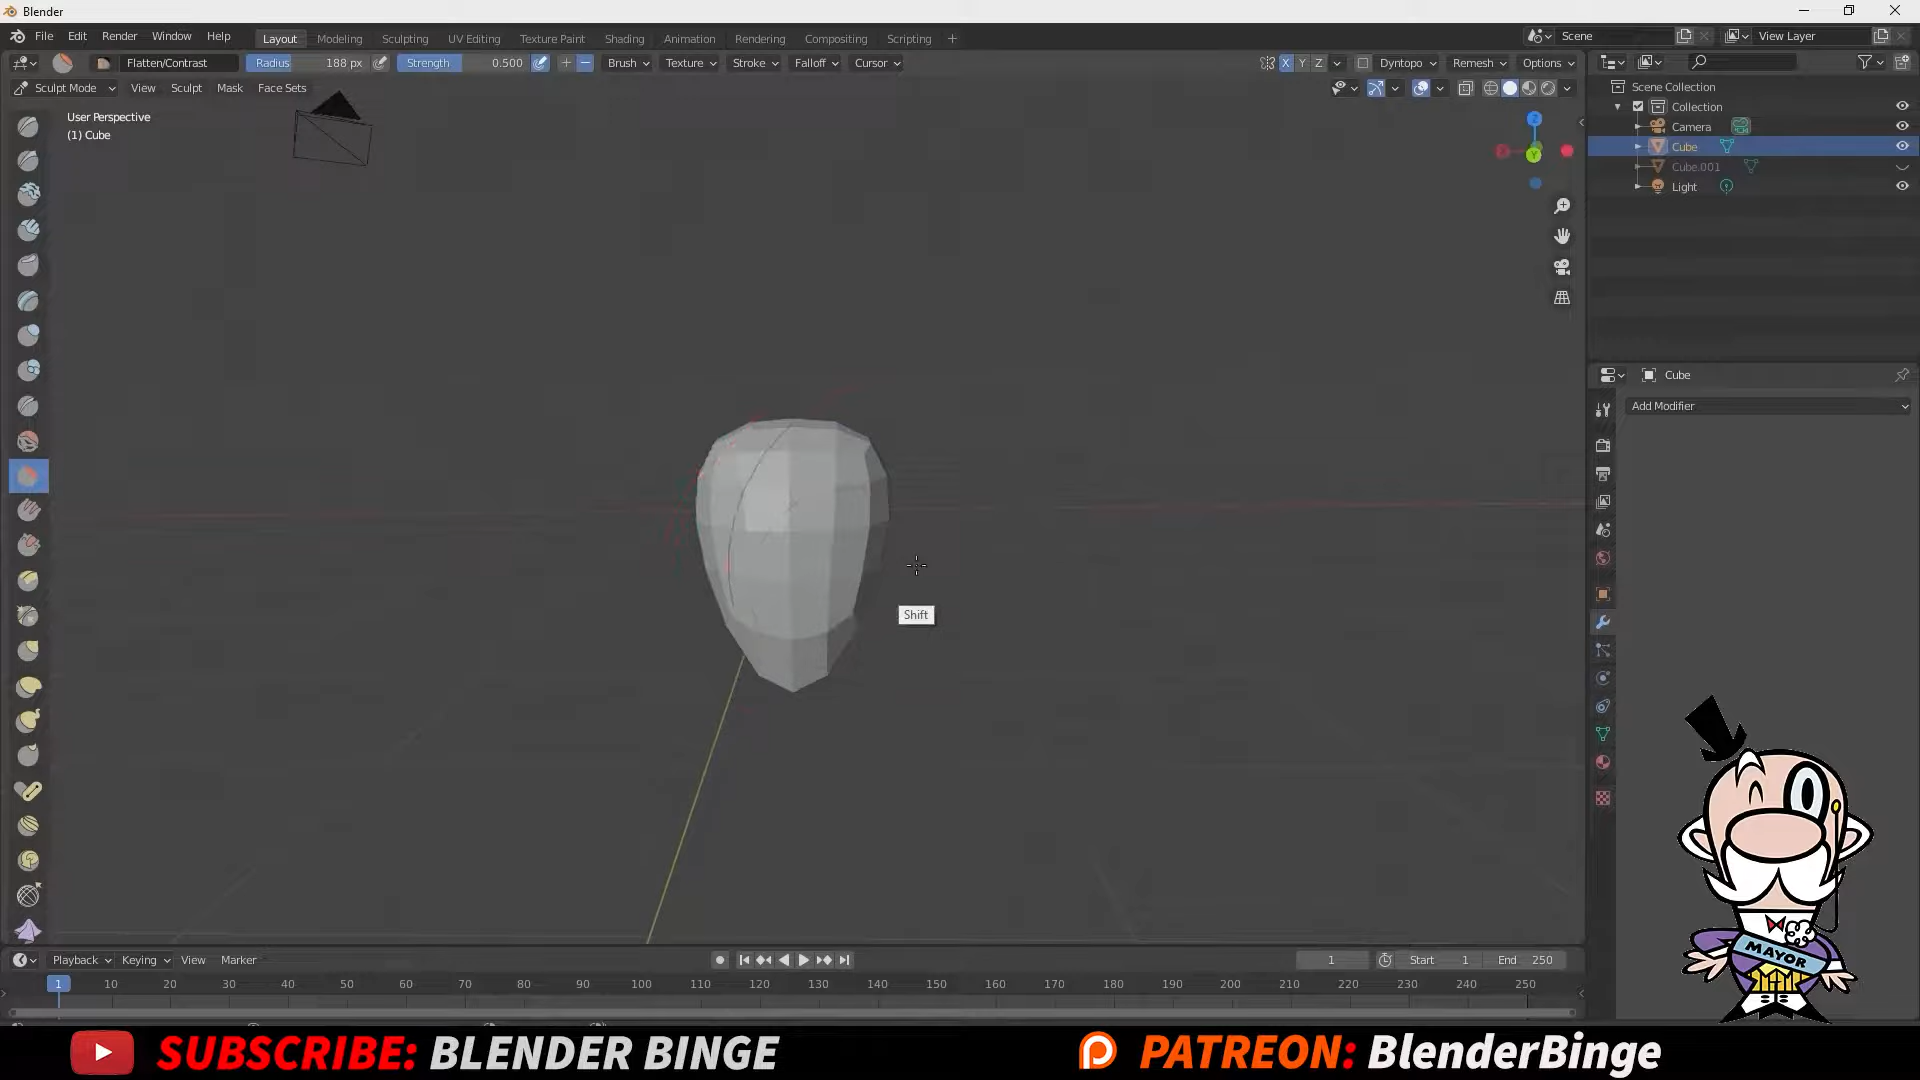 Blender
File Edit Render Window Help
Layout Modeling Sculpting UV Editing Texture Paint Shading Animation Rendering Compositing Scripting
Scene
View Layer
Flatten/Contrast
Radius 188 px
Strength 0.500
Brush Texture Stroke Falloff Cursor
X Y Z
Dyntopo Remesh Options
Sculpt Mode View Sculpt Mask Face Sets
User Perspective
(1) Cube
Z
Y
Scene Collection
Collection
Camera
Cube
Cube.001
Light
Cube
Add Modifier
Shift
Playback Keying View Marker
1 Start 1 End 250
1 10 20 30 40 50 60 70 80 90 100 110 120 130 140 150 160 170 180 190 200 210 220 230 240 250
MAYOR
SUBSCRIBE: BLENDER BINGE
PATREON: BlenderBinge